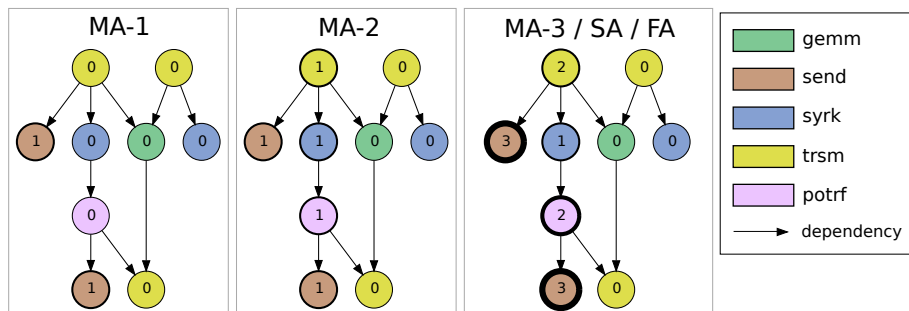 MA-1
0 0
1 0 0 0
0
1 0
MA-2
1 0
1 1 0 0
1
1 0
MA-3 / SA / FA
2 0
3 1 0 0
2
3 0
gemm
send
syrk
trsm
potrf
dependency